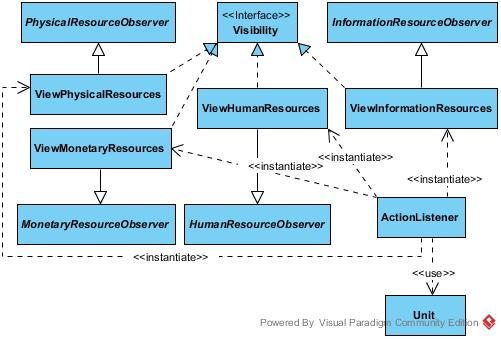 PhysicalResourceObserver
<<Interface>>
Visibility
InformationResourceObserver
ViewPhysicalResources
ViewHumanResources
ViewInformationResources
ViewMonetaryResources
<<instantiate>>
<<instantiate>>
<<instantiate>>
MonetaryResourceObserver
HumanResourceObserver
ActionListener
<<instantiate>>
<<use>>
Unit
Powered By Visual Paradigm Community Edition